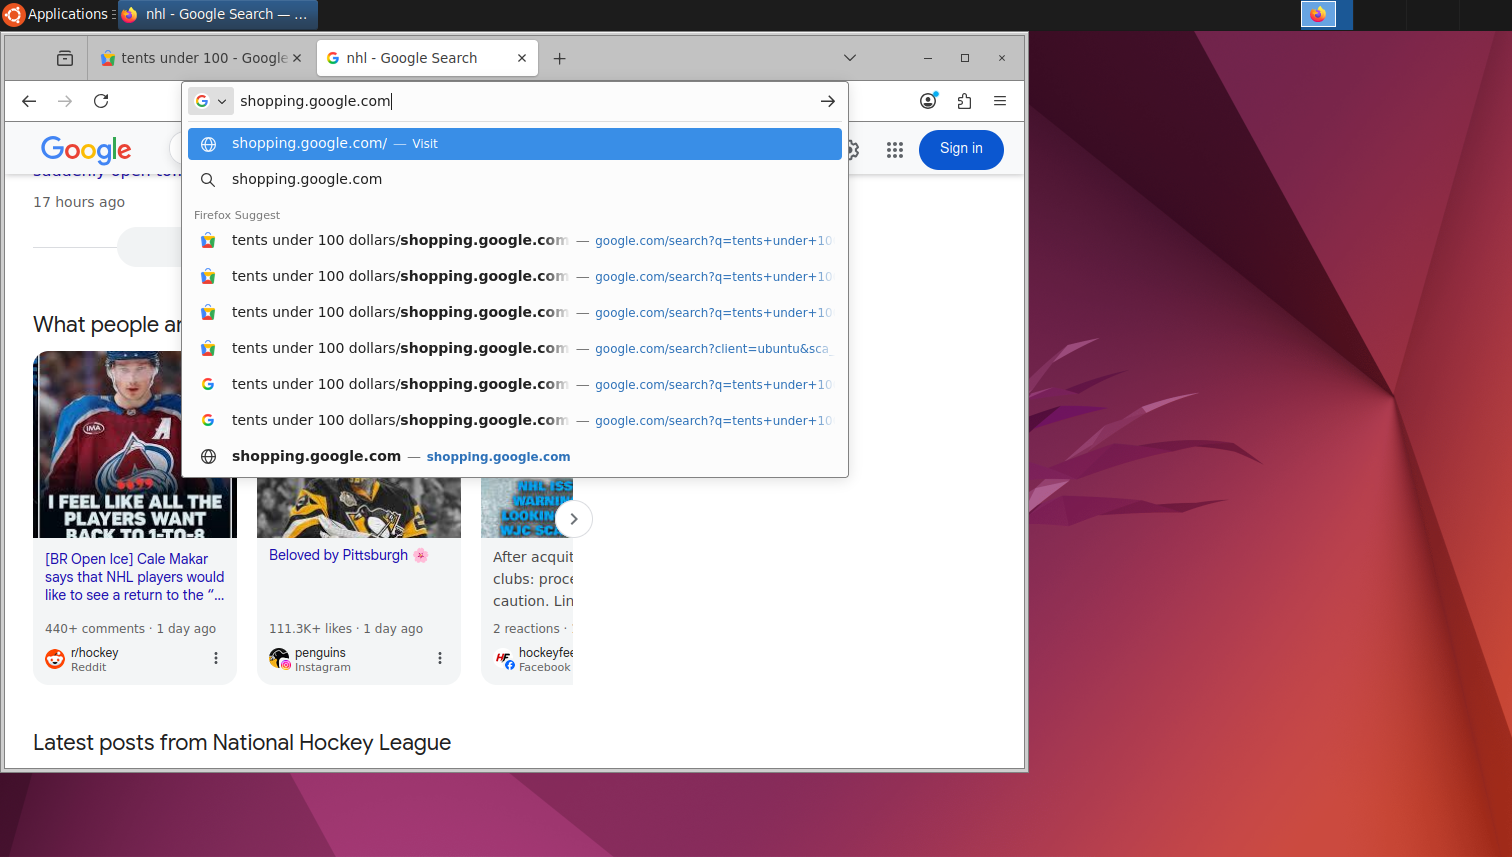 Applications
nhl - Google Search — ...
tents under 100 - Google
nhl - Google Search
shopping.google.com
Google
Sign in
shopping.google.com/ — Visit
shopping.google.com
17 hours ago
Firefox Suggest
tents under 100 dollars/shopping.google.com — google.com/search?q=tents+under+10
tents under 100 dollars/shopping.google.com — google.com/search?q=tents+under+10
tents under 100 dollars/shopping.google.com — google.com/search?q=tents+under+10
tents under 100 dollars/shopping.google.com — google.com/search?client=ubuntu&sca_
tents under 100 dollars/shopping.google.com — google.com/search?q=tents+under+10
tents under 100 dollars/shopping.google.com — google.com/search?q=tents+under+10
shopping.google.com — shopping.google.com
What people ar
IMA
A
I FEEL LIKE ALL THE
PLAYERS WANT
BACK TO 1-TO-8
[BR Open Ice] Cale Makar
says that NHL players would
like to see a return to the “...
440+ comments · 1 day ago
r/hockey
Reddit
Beloved by Pittsburgh 🌸
111.3K+ likes · 1 day ago
penguins
Instagram
NHL ISS
WARNIN
LOOKING
WJC SCA
After acquit
clubs: proce
caution. Lin
2 reactions ·
HF
hockeyfee
Facebook
Latest posts from National Hockey League